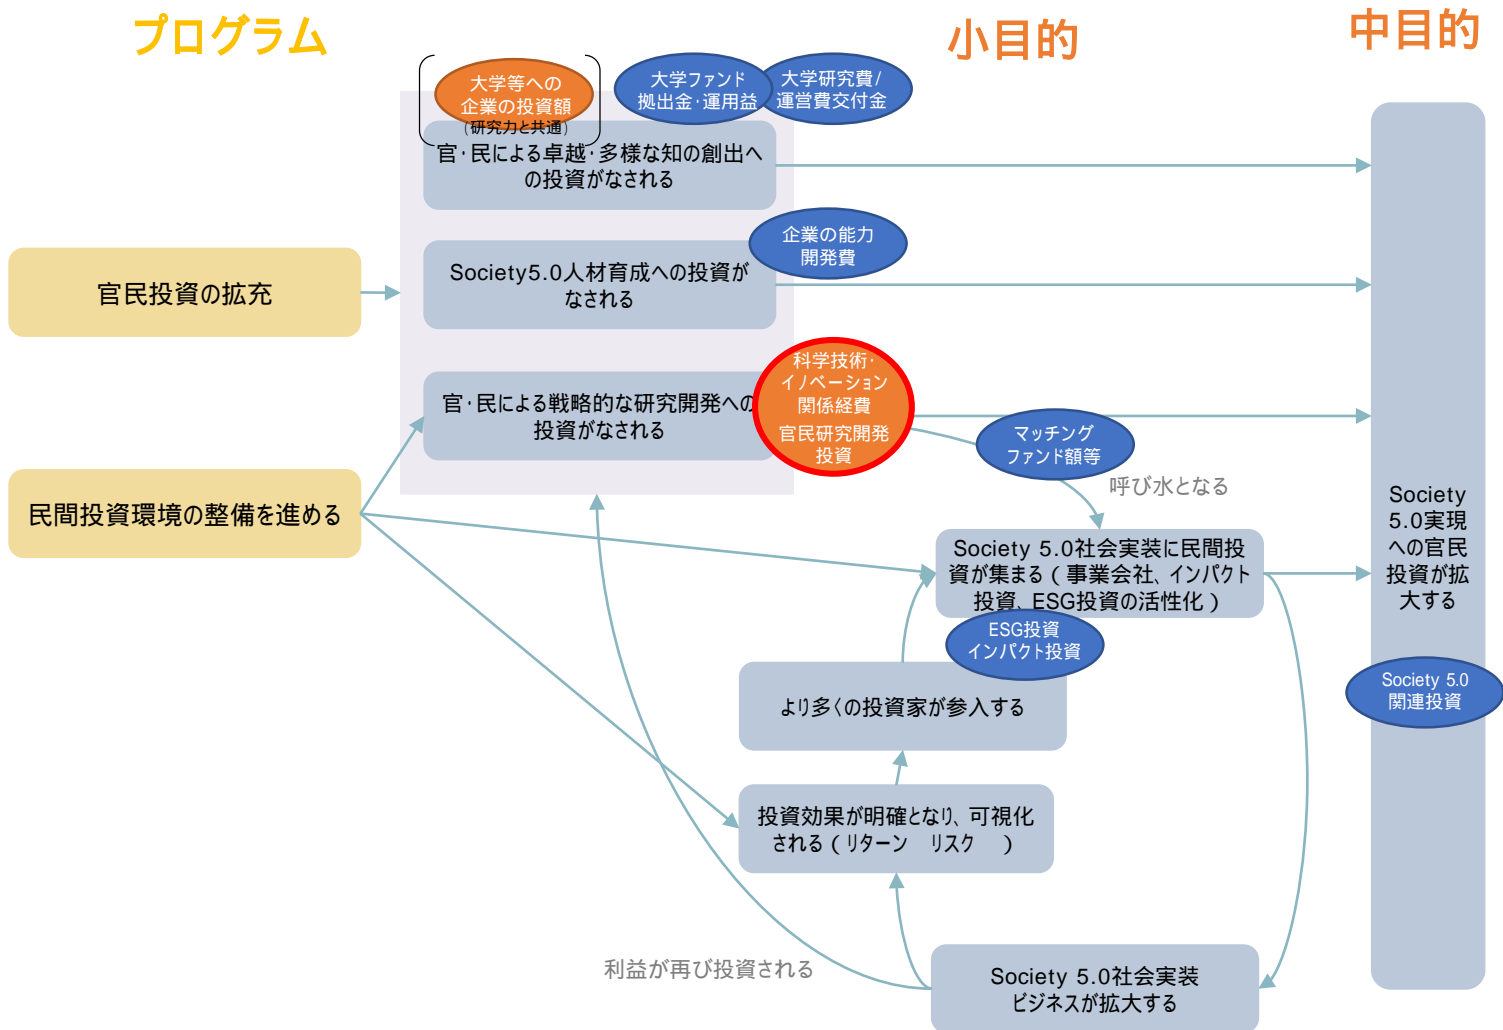 プログラム
小目的
中目的
大学等への
企業の投資額
(研究力と共通)
大学ファンド
拠出金・運用益
大学研究費/
運営費交付金
官・民による卓越・多様な知の創出へ
の投資がなされる
企業の能力
開発費
Society5.0人材育成への投資が
なされる
官民投資の拡充
科学技術・
イノベーション
関係経費
官民研究開発
投資
官・民による戦略的な研究開発への
投資がなされる
マッチング
ファンド額等
呼び水となる
民間投資環境の整備を進める
Society 5.0社会実装に民間投
資が集まる(事業会社、インパクト
投資、ESG投資の活性化)
ESG投資
インパクト投資
Society
5.0実現
への官民
投資が拡
大する
Society 5.0
関連投資
より多くの投資家が参入する
投資効果が明確となり、可視化
される(リターン リスク )
利益が再び投資される
Society 5.0社会実装
ビジネスが拡大する